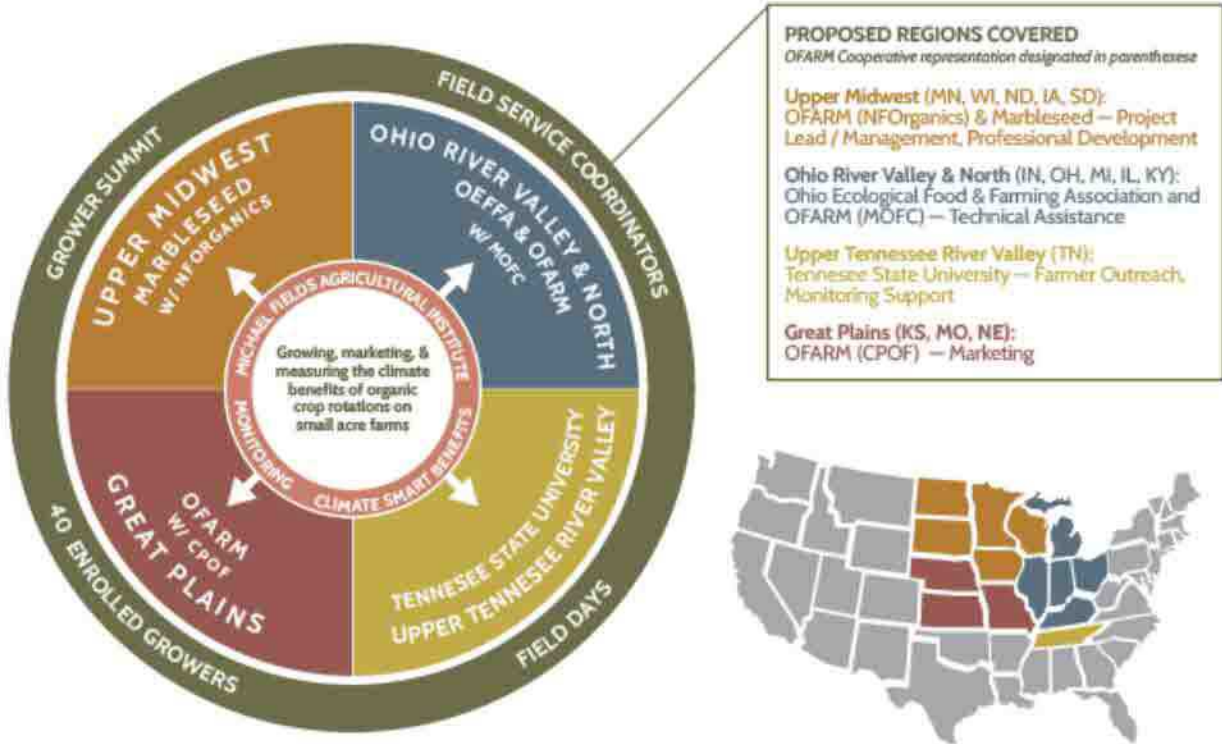 GROWER SUMMIT
FIELD SERVICE COORDINATORS
UPPER MIDWEST
MARBLESEED
W/ NFORGANICS
OHIO RIVER VALLEY & NORTH
OEFFA & OFARM
W/ MOFC
MICHAEL FIELDS AGRICULTURAL INSTITUTE
Growing, marketing, &
measuring the climate
benefits of organic
crop rotations on
small acre farms
MONITORING
CLIMATE SMART BENEFITS
OFARM
W/ CPOF
GREAT PLAINS
TENNESSEE STATE UNIVERSITY
UPPER TENNESSEE RIVER VALLEY
40 ENROLLED GROWERS
FIELD DAYS
PROPOSED REGIONS COVERED
OFARM Cooperative representation designated in parenthesese
Upper Midwest (MN, WI, ND, IA, SD):
OFARM (NFOrganics) & Marbleseed — Project
Lead / Management, Professional Development
Ohio River Valley & North (IN, OH, MI, IL, KY):
Ohio Ecological Food & Farming Association and
OFARM (MOFC) — Technical Assistance
Upper Tennessee River Valley (TN):
Tennessee State University — Farmer Outreach,
Monitoring Support
Great Plains (KS, MO, NE):
OFARM (CPOF) — Marketing